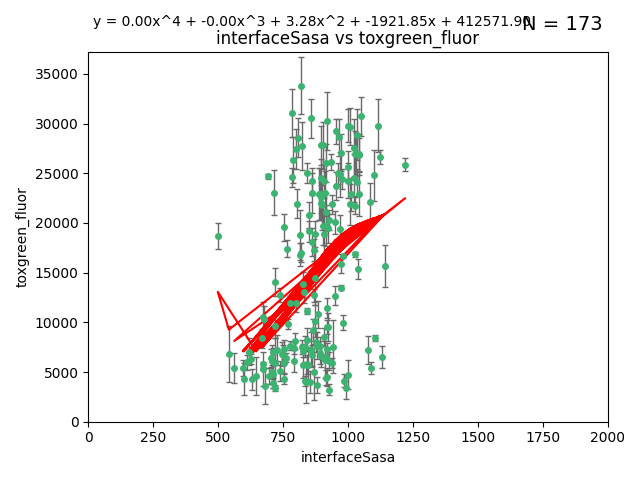 y = 0.00x^4 + -0.00x^3 + 3.28x^2 + -1921.85x + 412571.90
N = 173
interfaceSasa vs toxgreen_fluor
35000
30000
25000
20000
15000
10000
5000
0
toxgreen_fluor
0 250 500 750 1000 1250 1500 1750 2000
interfaceSasa